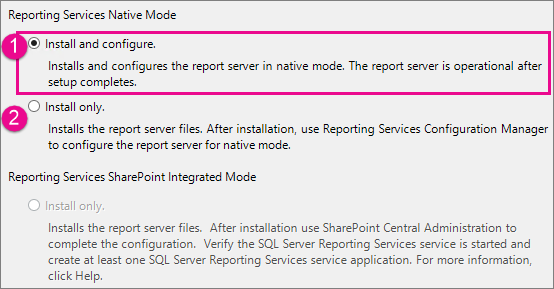 Reporting Services Native Mode
1 Install and configure.
Installs and configures the report server in native mode. The report server is operational after
setup completes.
2 Install only.
Installs the report server files. After installation, use Reporting Services Configuration Manager
to configure the report server for native mode.
Reporting Services SharePoint Integrated Mode
Install only.
Installs the report server files.  After installation use SharePoint Central Administration to
complete the configuration.  Verify the SQL Server Reporting Services service is started and
create at least one SQL Server Reporting Services service application. For more information,
click Help.